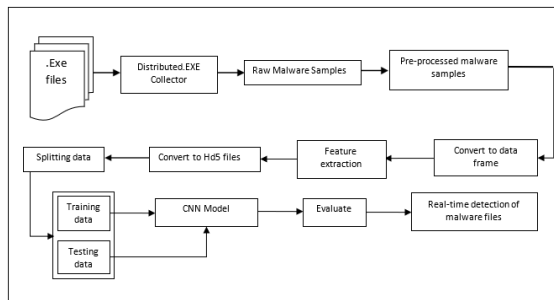 .Exe
files
Distributed.EXE
Collector
Raw Malware Samples
Pre-processed malware
samples
Splitting data
Convert to Hd5 files
Feature
extraction
Convert to data
frame
Training
data
CNN Model
Evaluate
Real-time detection of
malware files
Testing
data